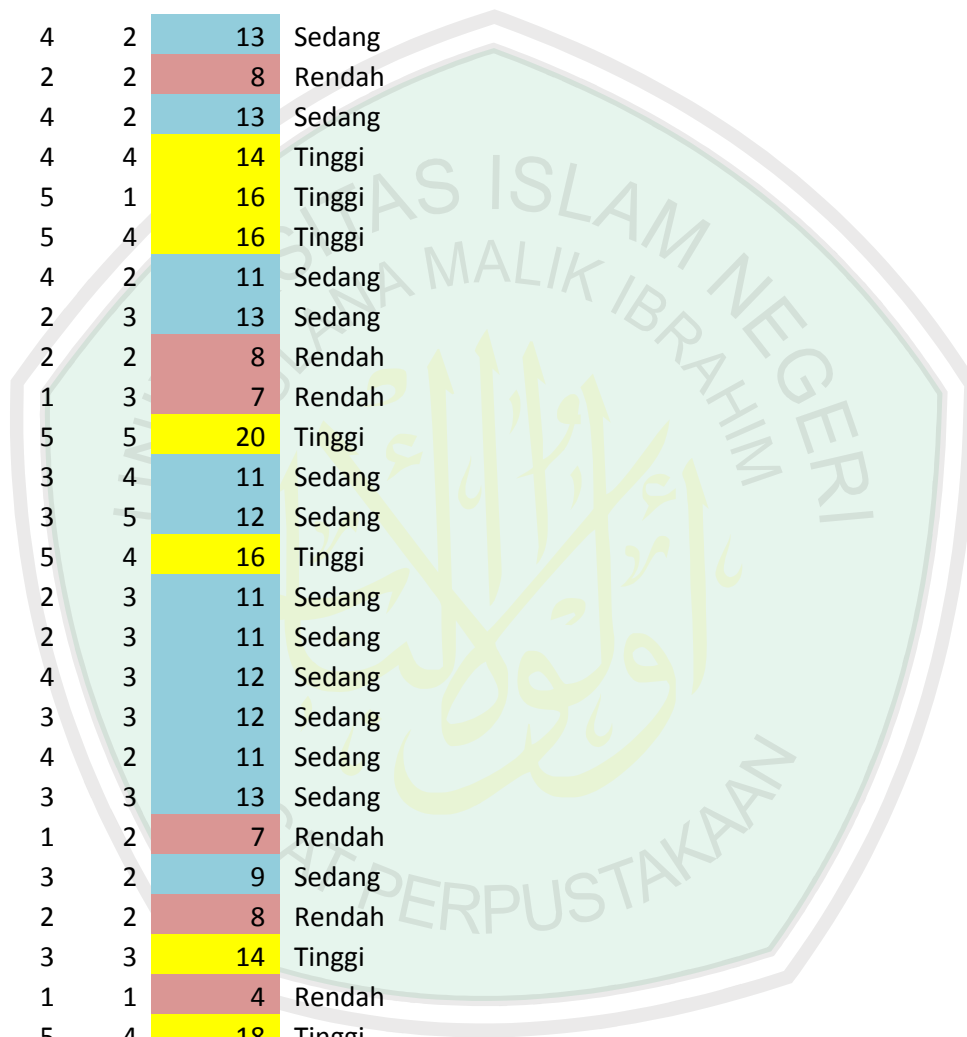 4 2 13 Sedang
2 2 8 Rendah
4 2 13 Sedang
4 4 14 Tinggi
5 1 16 Tinggi
5 4 16 Tinggi
4 2 11 Sedang
2 3 13 Sedang
2 2 8 Rendah
1 3 7 Rendah
5 5 20 Tinggi
3 4 11 Sedang
3 5 12 Sedang
5 4 16 Tinggi
2 3 11 Sedang
2 3 11 Sedang
4 3 12 Sedang
3 3 12 Sedang
4 2 11 Sedang
3 3 13 Sedang
1 2 7 Rendah
3 2 9 Sedang
2 2 8 Rendah
3 3 14 Tinggi
1 1 4 Rendah
5 4 18 Tinggi
ISLAM NEGERI
MALIK IBRAHIM
PERPUSTAKAAN